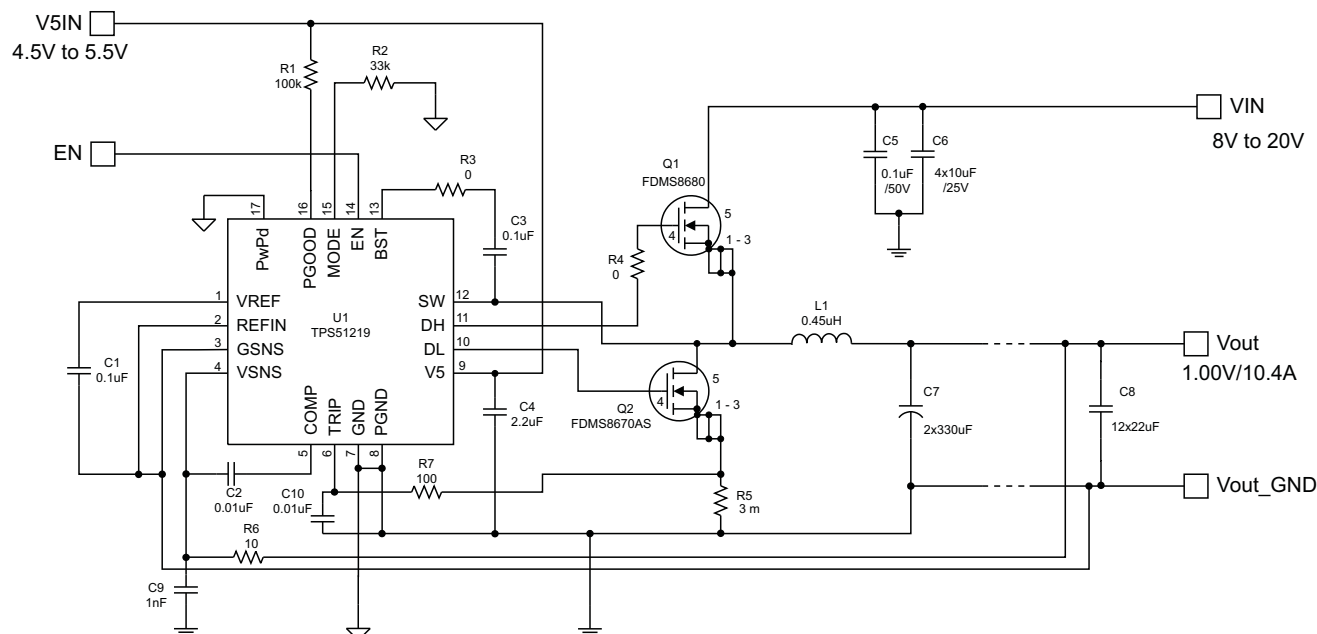 V5IN
4.5V to 5.5V
R1
100k
R2
33k
VIN
8V to 20V
C5
0.1uF
/50V
C6
4x10uF
/25V
EN
R3
0
Q1
FDMS8680
5
4
1 - 3
C3
0.1uF
R4
0
17
16
15
14
13
PwPd
PGOOD
MODE
EN
BST
U1
TPS51219
1
VREF
2
REFIN
3
GSNS
4
VSNS
SW
12
DH
11
DL
10
V5
9
COMP
TRIP
GND
PGND
5
6
7
8
C1
0.1uF
L1
0.45uH
Vout
1.00V/10.4A
5
4
1 - 3
Q2
FDMS8670AS
C4
2.2uF
C7
2x330uF
C8
12x22uF
C2
0.01uF
C10
0.01uF
R7
100
R5
3 m
Vout_GND
R6
10
C9
1nF